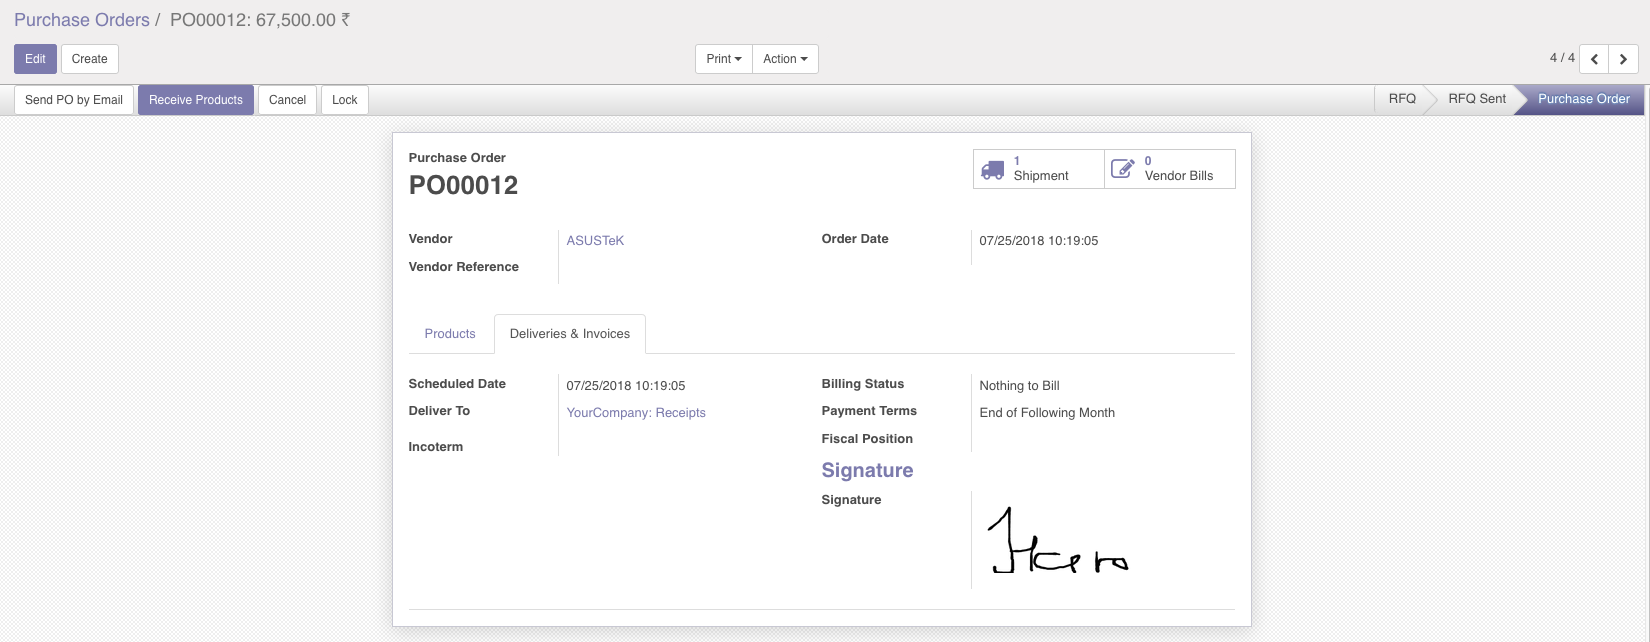 Purchase Orders / PO00012: 67,500.00 ₹
Edit Create Print Action 4 / 4
Send PO by Email Receive Products Cancel Lock RFQ RFQ Sent Purchase Order
Purchase Order
PO00012
1 Shipment
0 Vendor Bills
Vendor ASUSTeK
Vendor Reference
Order Date 07/25/2018 10:19:05
Products Deliveries & Invoices
Scheduled Date 07/25/2018 10:19:05
Deliver To YourCompany: Receipts
Incoterm
Billing Status Nothing to Bill
Payment Terms End of Following Month
Fiscal Position
Signature
Signature